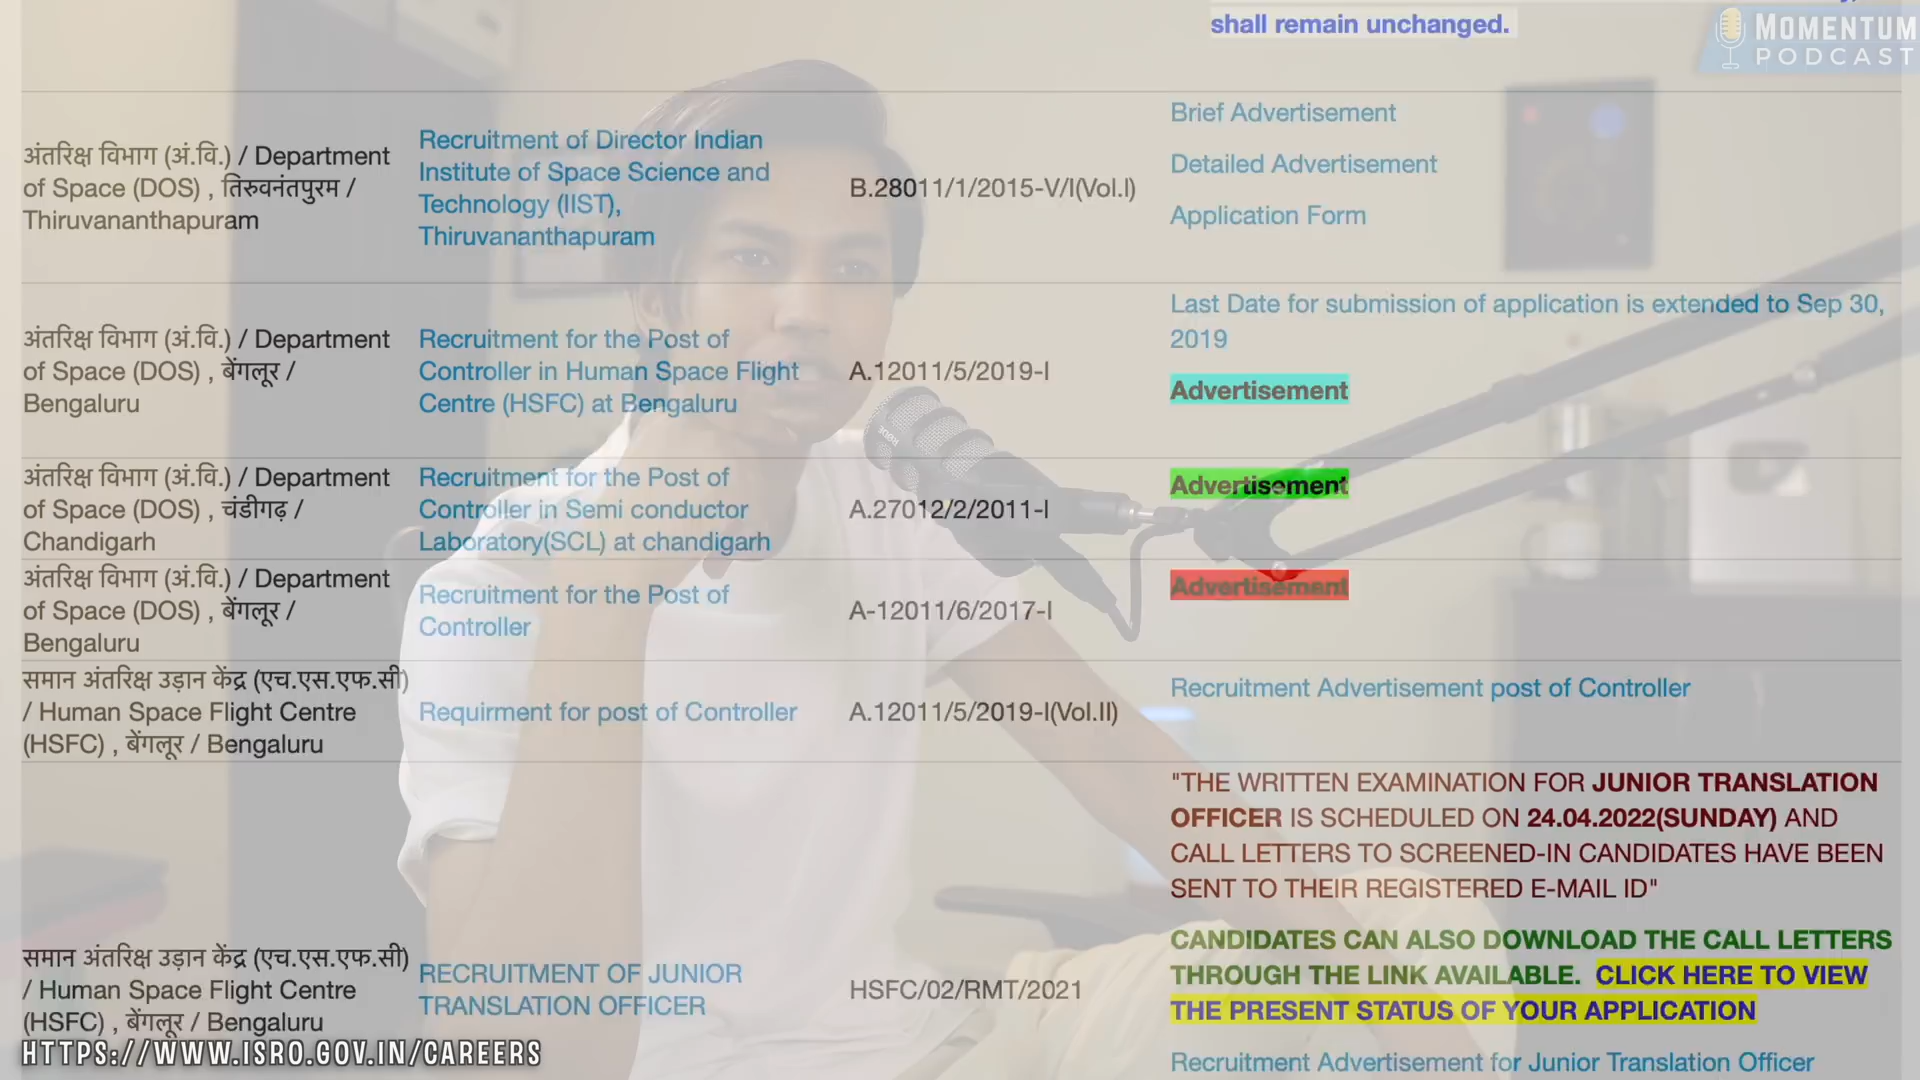 shall remain unchanged.
MOMENTUM
PODCAST
अंतरिक्ष विभाग (अं.वि.) / Department
of Space (DOS) , तिरुवनंतपुरम /
Thiruvananthapuram
Recruitment of Director Indian
Institute of Space Science and
Technology (IIST),
Thiruvananthapuram
B.28011/1/2015-V/I(Vol.I)
Brief Advertisement
Detailed Advertisement
Application Form
अंतरिक्ष विभाग (अं.वि.) / Department
of Space (DOS) , बेंगलूर /
Bengaluru
Recruitment for the Post of
Controller in Human Space Flight
Centre (HSFC) at Bengaluru
A.12011/5/2019-I
Last Date for submission of application is extended to Sep 30,
2019
Advertisement
अंतरिक्ष विभाग (अं.वि.) / Department
of Space (DOS) , चंडीगढ़ /
Chandigarh
Recruitment for the Post of
Controller in Semi conductor
Laboratory(SCL) at chandigarh
A.27012/2/2011-I
Advertisement
अंतरिक्ष विभाग (अं.वि.) / Department
of Space (DOS) , बेंगलूर /
Bengaluru
Recruitment for the Post of
Controller
A-12011/6/2017-I
Advertisement
समान अंतरिक्ष उड़ान केंद्र (एच.एस.एफ.सी)
/ Human Space Flight Centre
(HSFC) , बेंगलूर / Bengaluru
Requirment for post of Controller
A.12011/5/2019-I(Vol.II)
Recruitment Advertisement post of Controller
समान अंतरिक्ष उड़ान केंद्र (एच.एस.एफ.सी)
/ Human Space Flight Centre
(HSFC) , बेंगलूर / Bengaluru
RECRUITMENT OF JUNIOR
TRANSLATION OFFICER
HSFC/02/RMT/2021
"THE WRITTEN EXAMINATION FOR JUNIOR TRANSLATION
OFFICER IS SCHEDULED ON 24.04.2022(SUNDAY) AND
CALL LETTERS TO SCREENED-IN CANDIDATES HAVE BEEN
SENT TO THEIR REGISTERED E-MAIL ID"
CANDIDATES CAN ALSO DOWNLOAD THE CALL LETTERS
THROUGH THE LINK AVAILABLE. CLICK HERE TO VIEW
THE PRESENT STATUS OF YOUR APPLICATION
Recruitment Advertisement for Junior Translation Officer
HTTPS://WWW.ISRO.GOV.IN/CAREERS
RODE